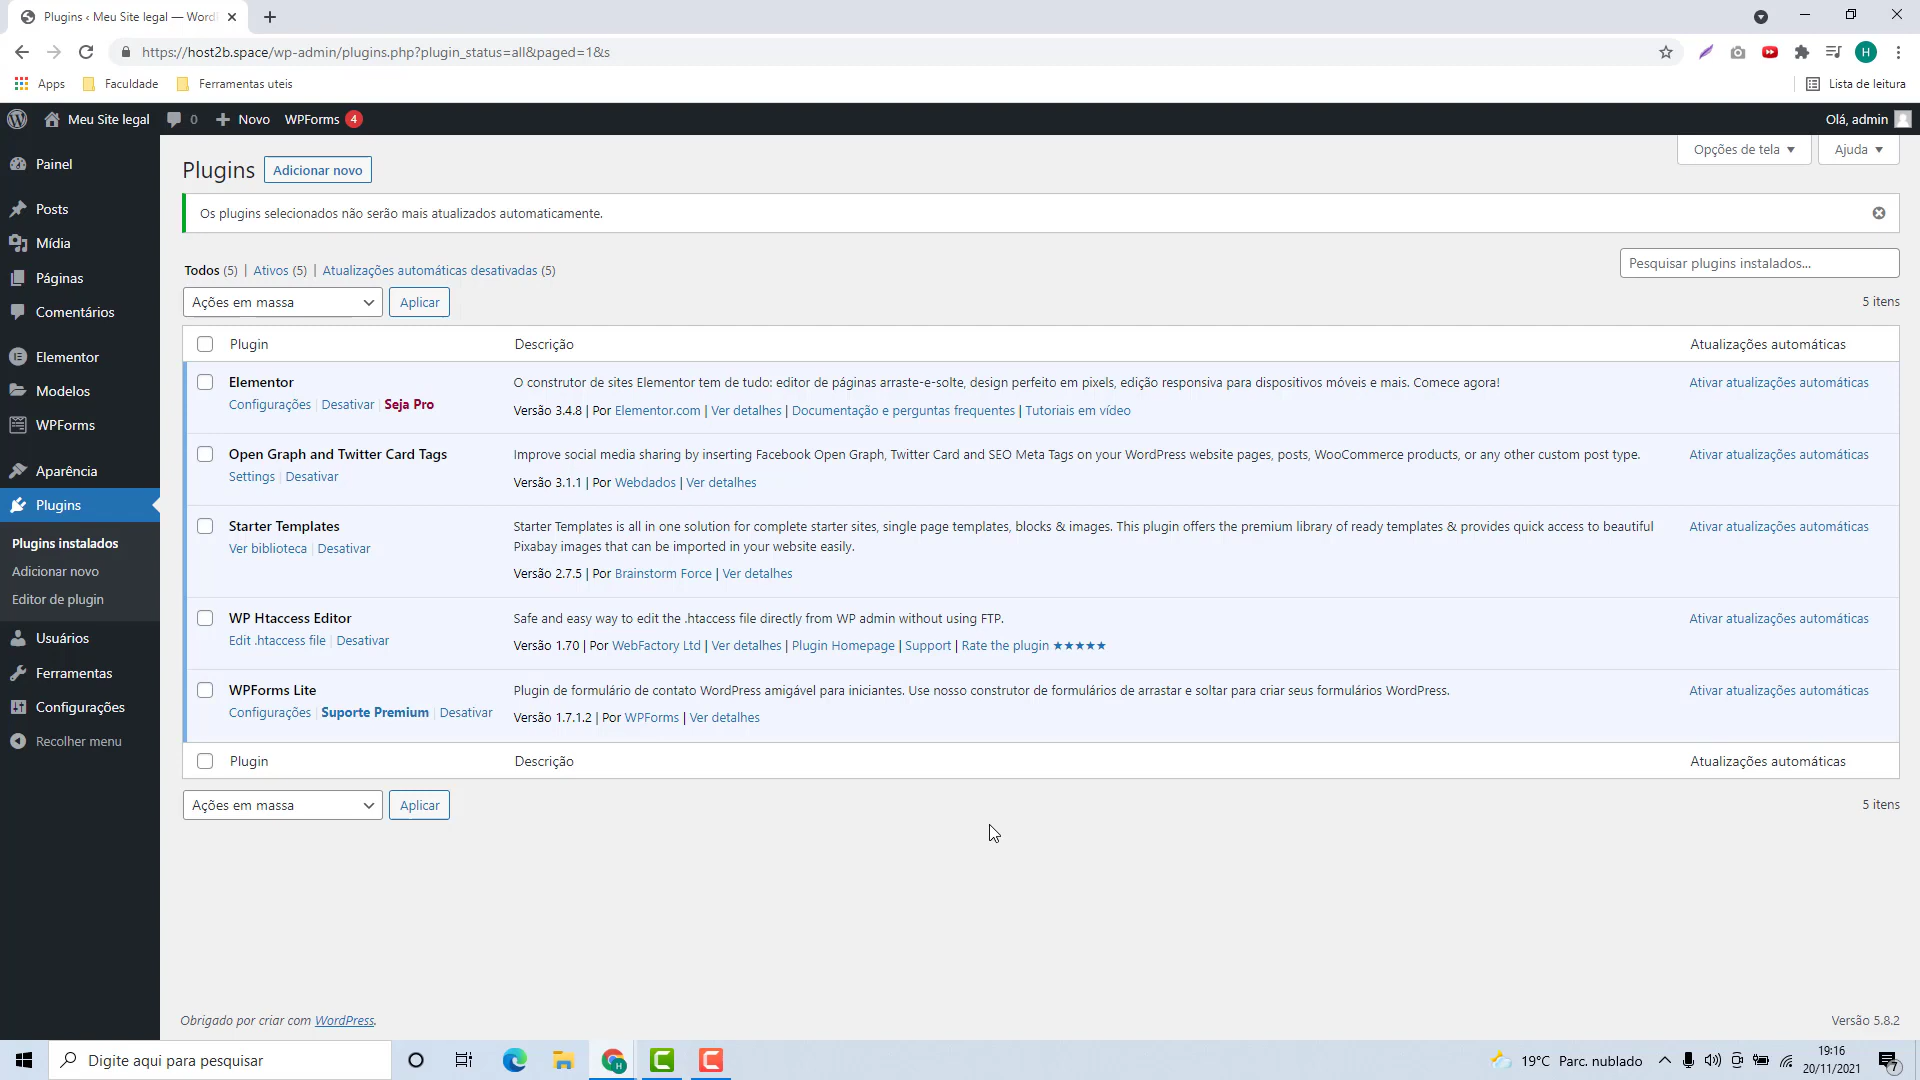 Plugins ‹ Meu Site legal — Word
https://host2b.space/wp-admin/plugins.php?plugin_status=all&paged=1&s
Apps Faculdade Ferramentas uteis Lista de leitura
Meu Site legal 0 Novo WPForms 4 Olá, admin
Painel
Posts
Mídia
Páginas
Comentários
Elementor
Modelos
WPForms
Aparência
Plugins
Plugins instalados
Adicionar novo
Editor de plugin
Usuários
Ferramentas
Configurações
Recolher menu
Opções de tela Ajuda
Plugins Adicionar novo
Os plugins selecionados não serão mais atualizados automaticamente.
Todos (5) | Ativos (5) | Atualizações automáticas desativadas (5)
Pesquisar plugins instalados...
Ações em massa Aplicar 5 itens
Plugin Descrição Atualizações automáticas
Elementor O construtor de sites Elementor tem de tudo: editor de páginas arraste-e-solte, design perfeito em pixels, edição responsiva para dispositivos móveis e mais. Comece agora! Ativar atualizações automáticas
Configurações | Desativar | Seja Pro Versão 3.4.8 | Por Elementor.com | Ver detalhes | Documentação e perguntas frequentes | Tutoriais em vídeo
Open Graph and Twitter Card Tags Improve social media sharing by inserting Facebook Open Graph, Twitter Card and SEO Meta Tags on your WordPress website pages, posts, WooCommerce products, or any other custom post type. Ativar atualizações automáticas
Settings | Desativar Versão 3.1.1 | Por Webdados | Ver detalhes
Starter Templates Starter Templates is all in one solution for complete starter sites, single page templates, blocks & images. This plugin offers the premium library of ready templates & provides quick access to beautiful Ativar atualizações automáticas
Ver biblioteca | Desativar Pixabay images that can be imported in your website easily.
Versão 2.7.5 | Por Brainstorm Force | Ver detalhes
WP Htaccess Editor Safe and easy way to edit the .htaccess file directly from WP admin without using FTP. Ativar atualizações automáticas
Edit .htaccess file | Desativar Versão 1.70 | Por WebFactory Ltd | Ver detalhes | Plugin Homepage | Support | Rate the plugin ★★★★★
WPForms Lite Plugin de formulário de contato WordPress amigável para iniciantes. Use nosso construtor de formulários de arrastar e soltar para criar seus formulários WordPress. Ativar atualizações automáticas
Configurações | Suporte Premium | Desativar Versão 1.7.1.2 | Por WPForms | Ver detalhes
Plugin Descrição Atualizações automáticas
Ações em massa Aplicar 5 itens
Obrigado por criar com WordPress. Versão 5.8.2
Digite aqui para pesquisar 19°C Parc. nublado 19:16
20/11/2021 7